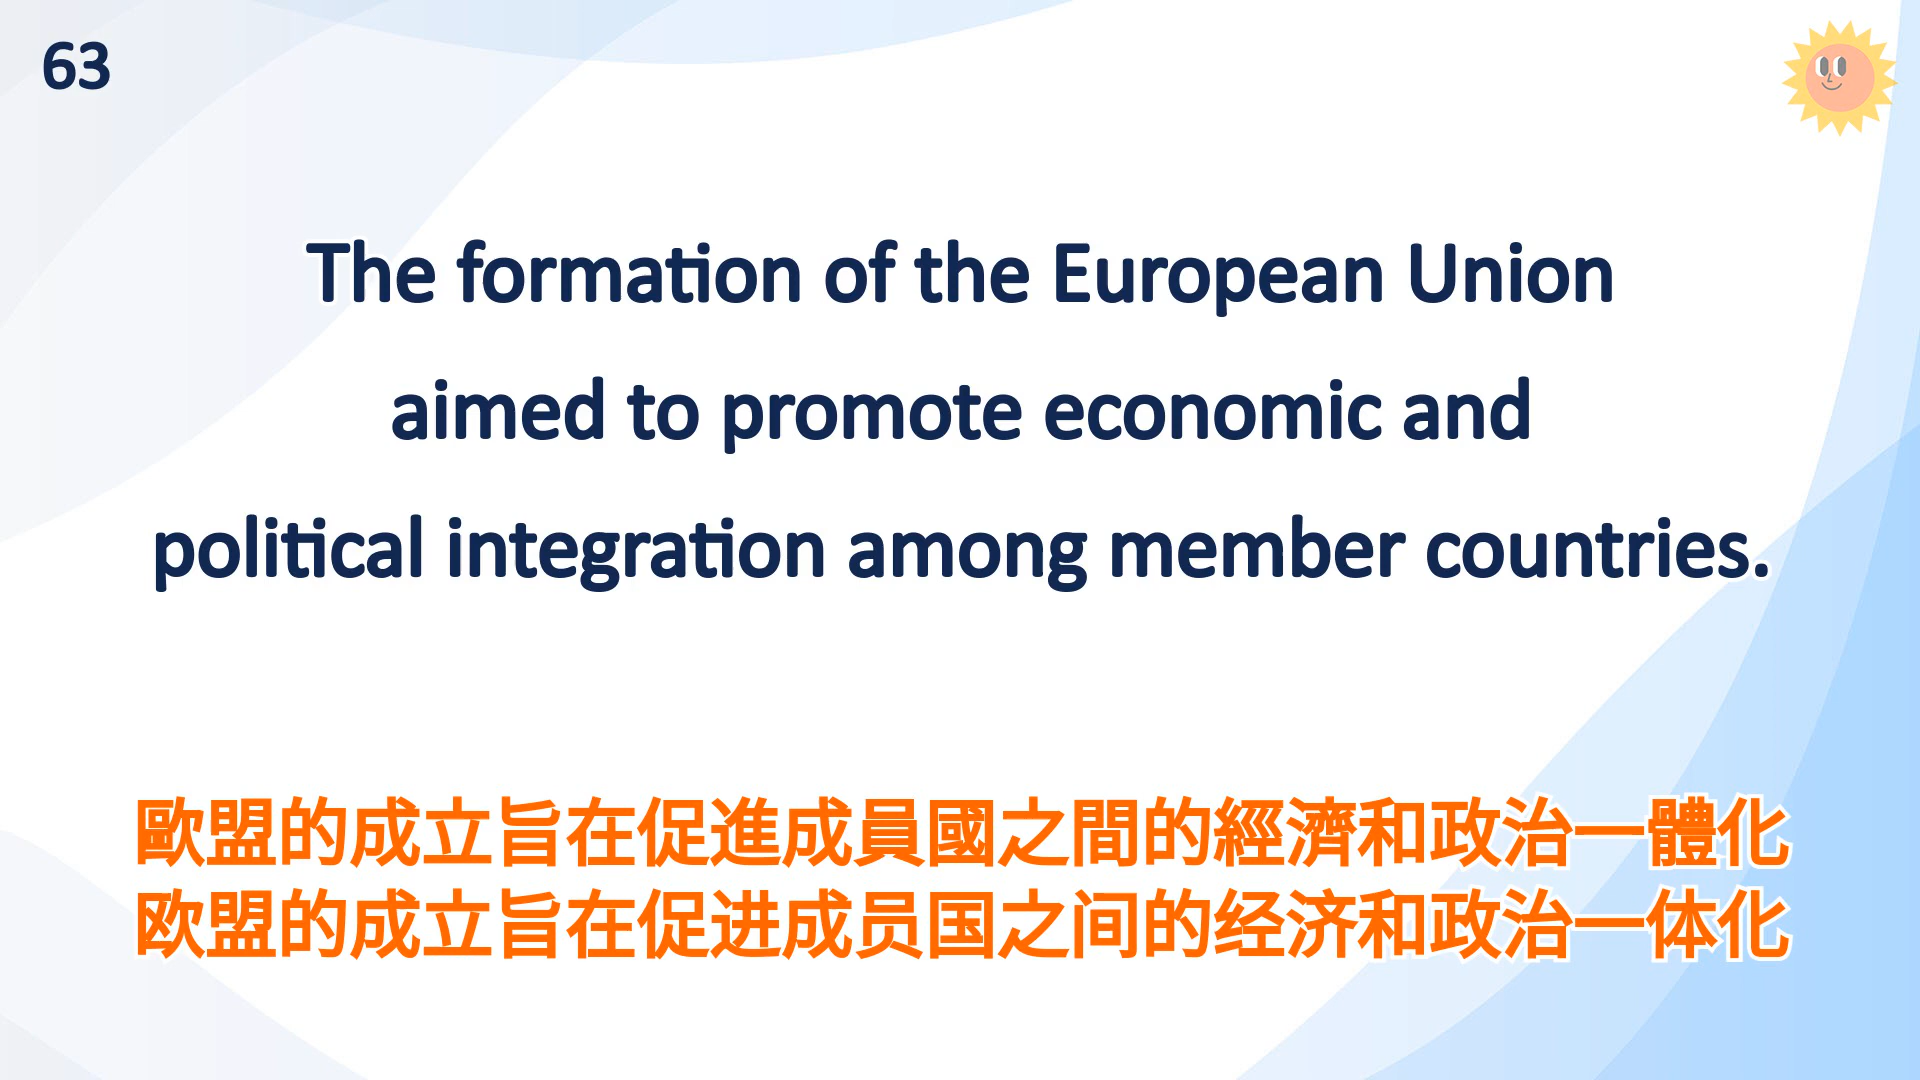 63
The formation of the European Union
aimed to promote economic and
political integration among member countries.
歐盟的成立旨在促進成員國之間的經濟和政治一體化
欧盟的成立旨在促进成员国之间的经济和政治一体化